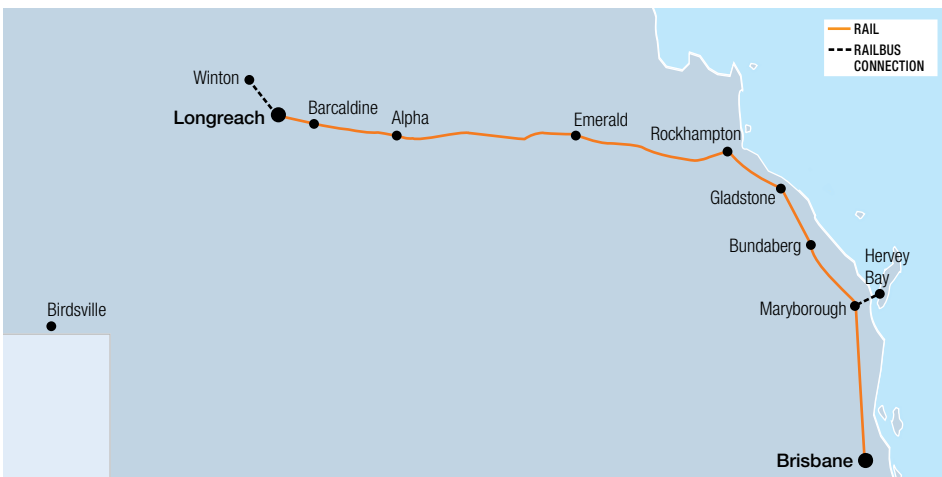 RAIL
RAILBUS
CONNECTION
Winton
Longreach
Barcaldine
Alpha
Emerald
Rockhampton
Gladstone
Bundaberg
Hervey
Bay
Maryborough
Birdsville
Brisbane